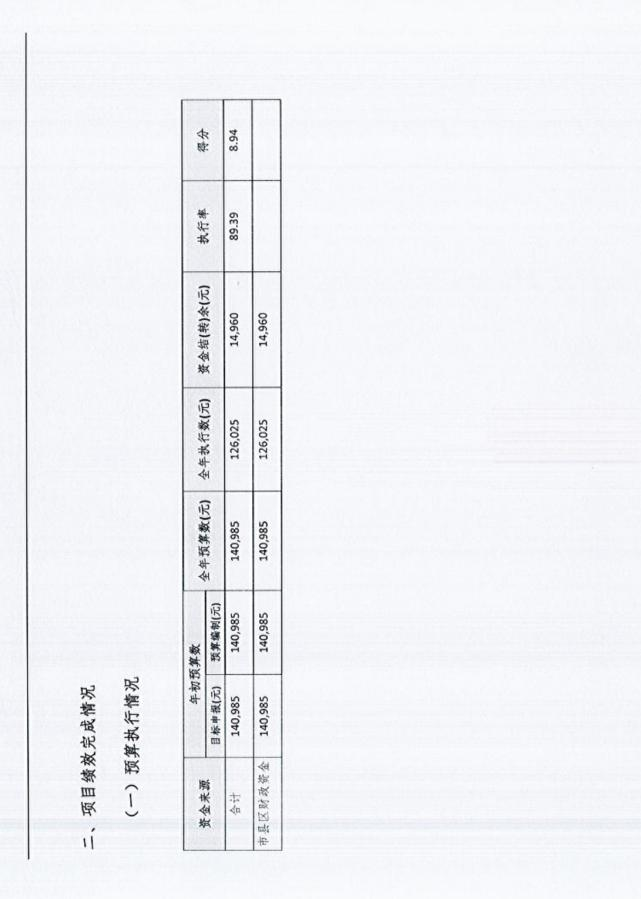 二、项目绩效完成情况
（一）预算执行情况
资金来源 年初预算数 全年预算数(元) 全年执行数(元) 资金结(转)余(元) 执行率 得分
目标申报(元) 预算编制(元)
合计 140,985 140,985 140,985 126,025 14,960 89.39 8.94
市县区财政资金 140,985 140,985 140,985 126,025 14,960